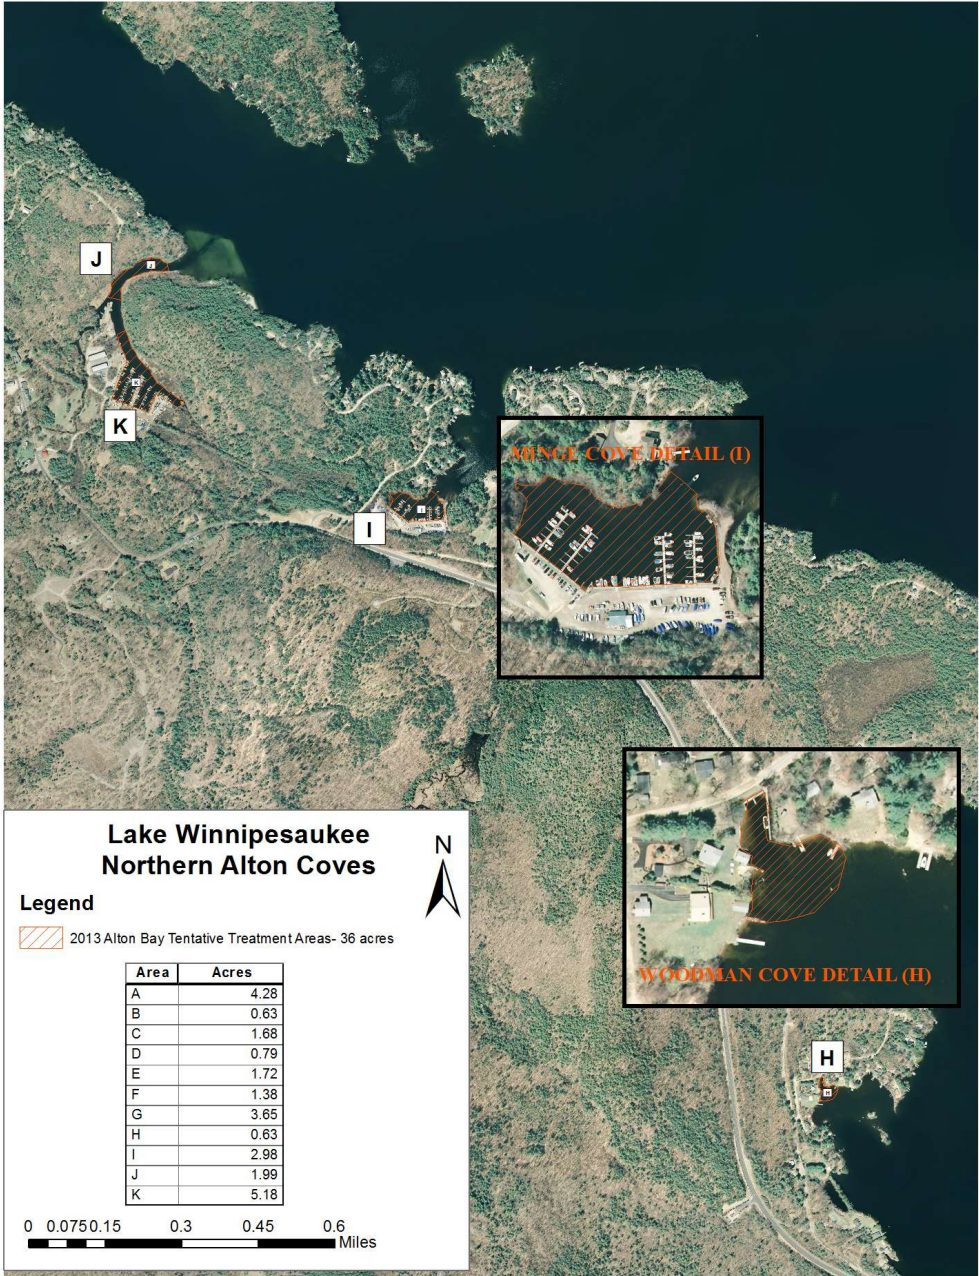 J
J
K
K
I
I
MINGE COVE DETAIL (I)
WOODMAN COVE DETAIL (H)
H
H
Lake Winnipesaukee
Northern Alton Coves
N
Legend
2013 Alton Bay Tentative Treatment Areas- 36 acres
Area Acres
A 4.28
B 0.63
C 1.68
D 0.79
E 1.72
F 1.38
G 3.65
H 0.63
I 2.98
J 1.99
K 5.18
0 0.075 0.15 0.3 0.45 0.6
Miles